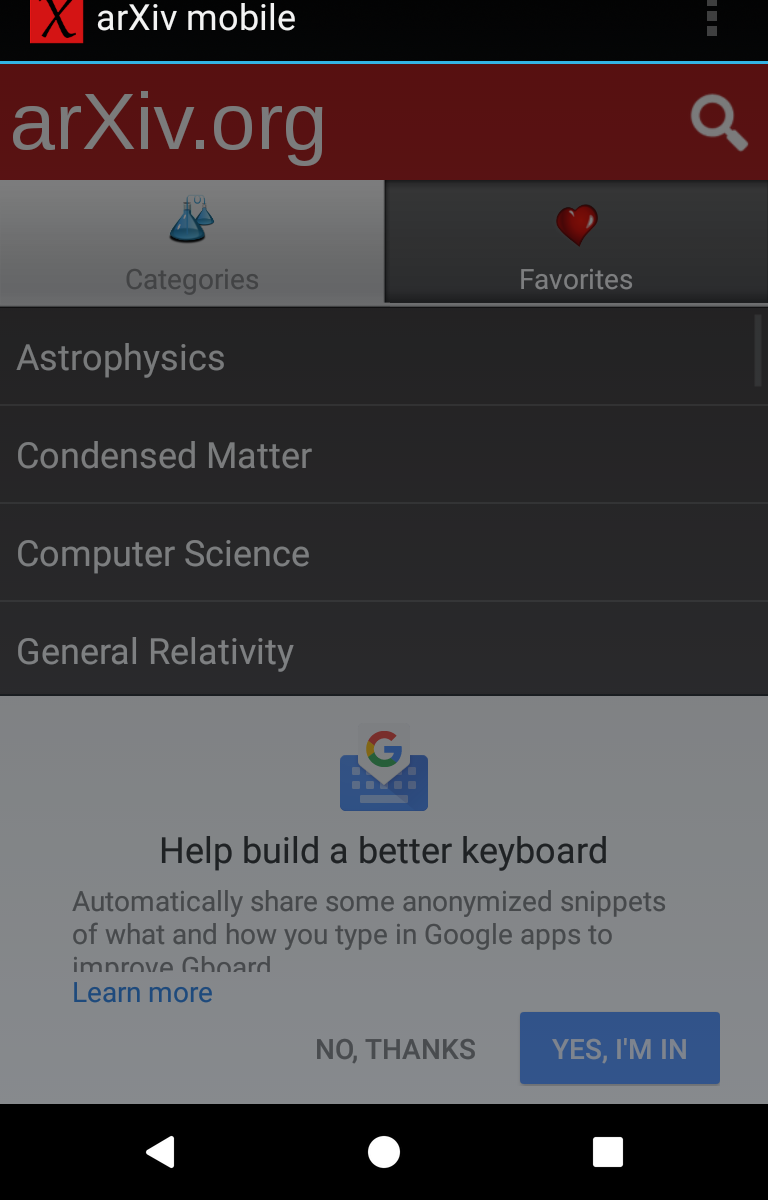 arXiv mobile
arXiv.org
Categories
Favorites
Astrophysics
Condensed Matter
Computer Science
General Relativity
Help build a better keyboard
Automatically share some anonymized snippets
of what and how you type in Google apps to
improve Gboard
Learn more
NO, THANKS
YES, I'M IN